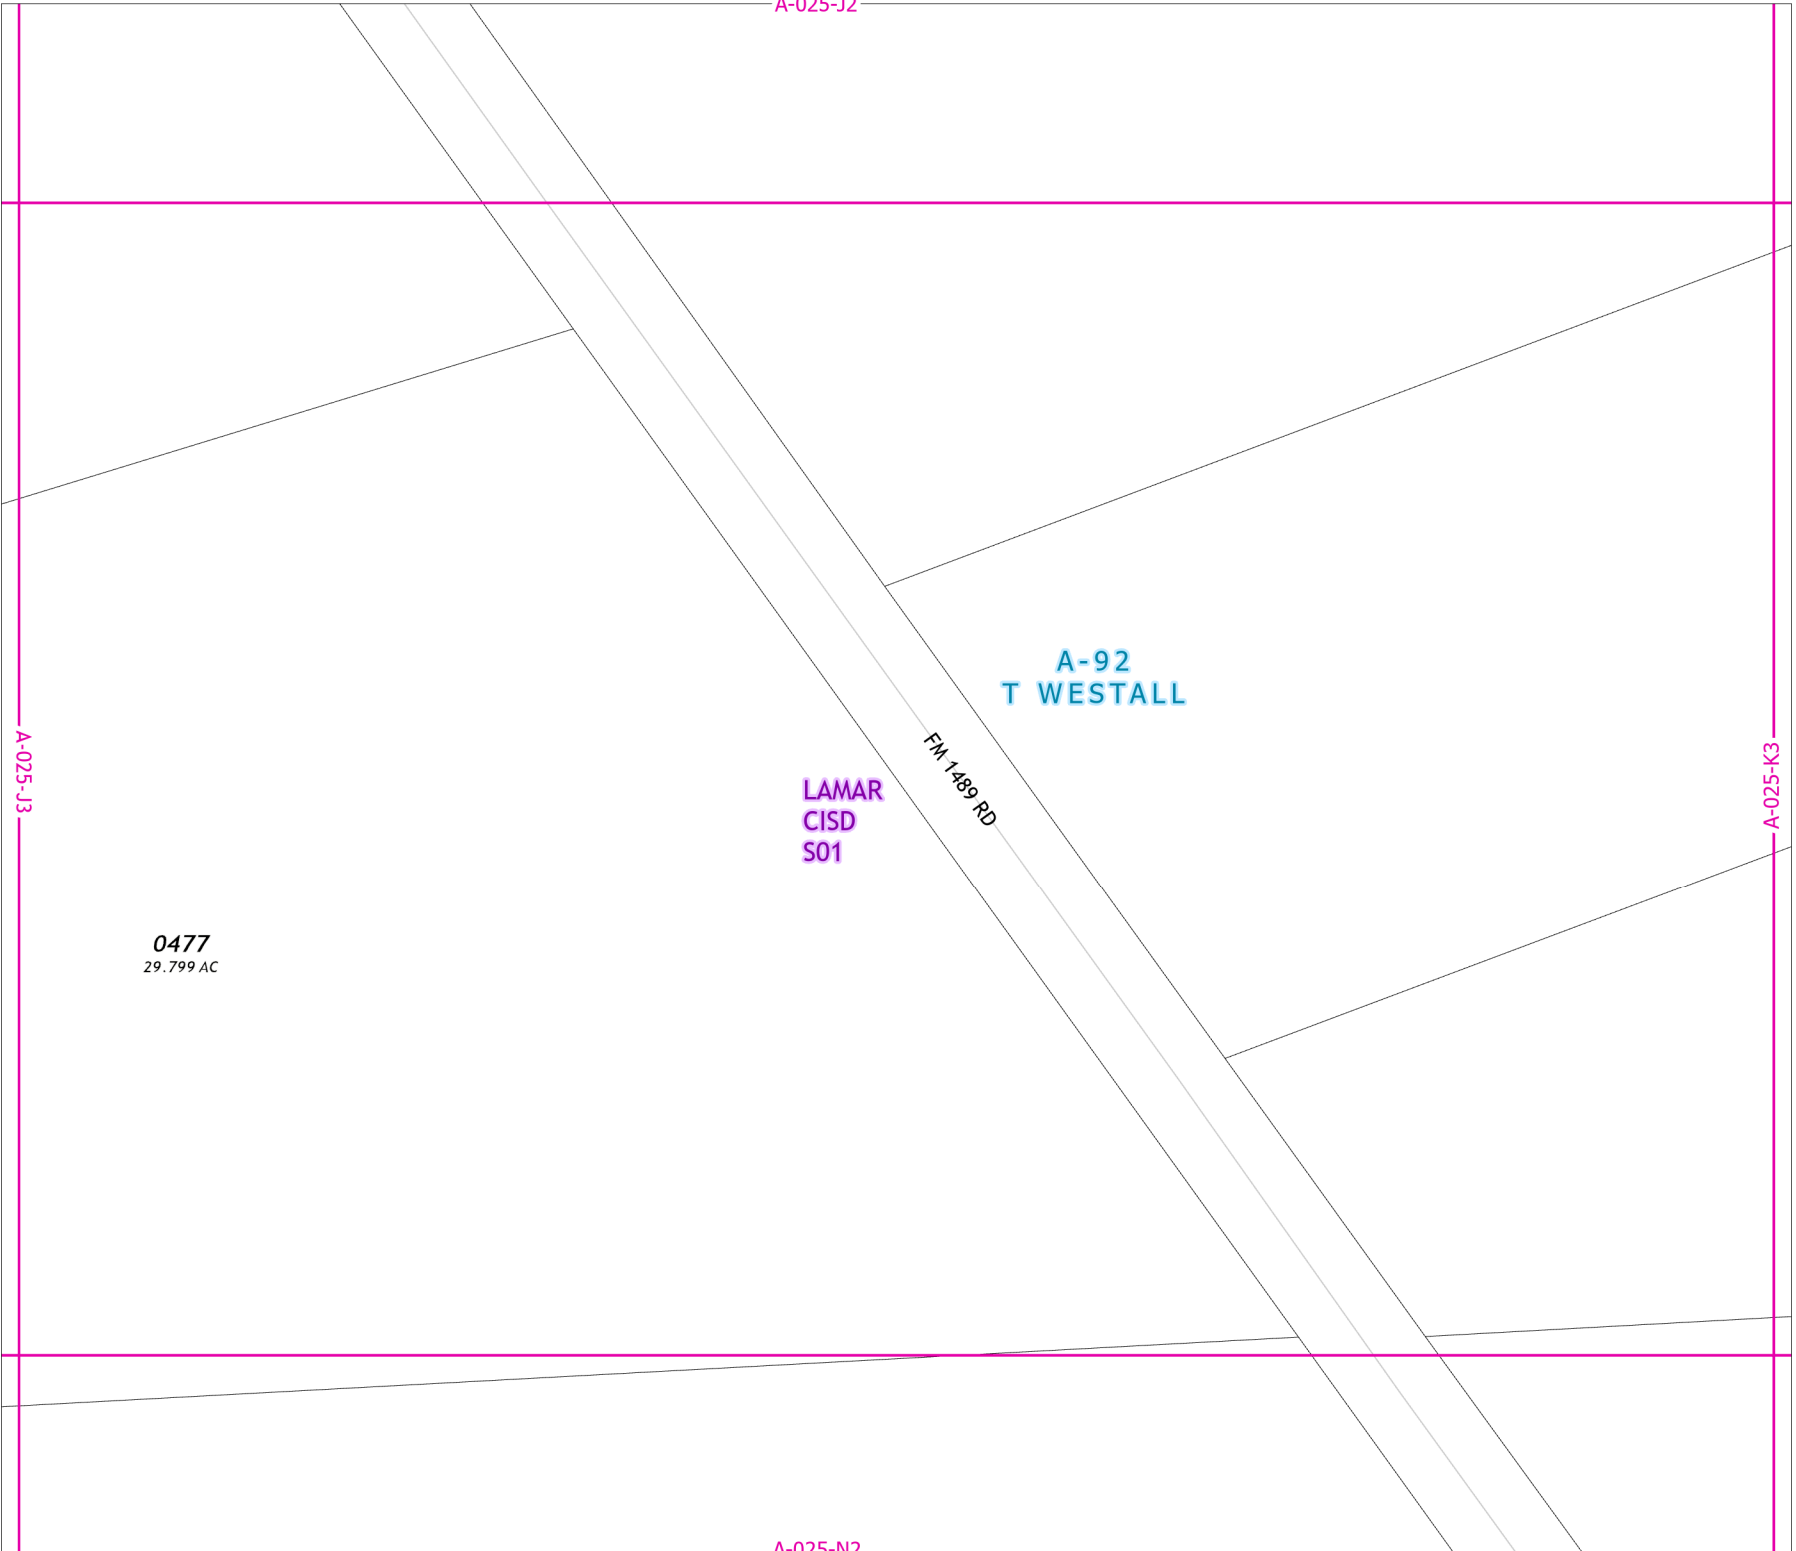 A-025-J2
A-92
T WESTALL
FM 1489 RD
A-025-J3
A-025-K3
LAMAR
CISD
S01
0477
29.799 AC
A-025-N2